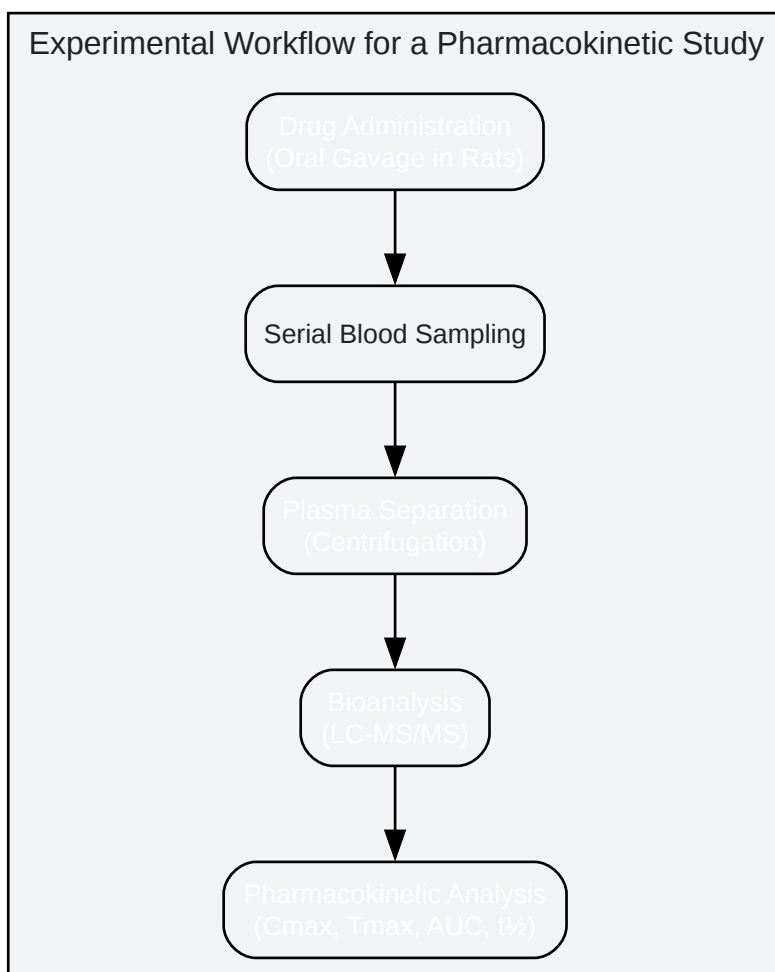 Experimental Workflow for a Pharmacokinetic Study
Drug Administration
(Oral Gavage in Rats)
Serial Blood Sampling
Plasma Separation
(Centrifugation)
Bioanalysis
(LC-MS/MS)
Pharmacokinetic Analysis
(Cmax, Tmax, AUC, t½)